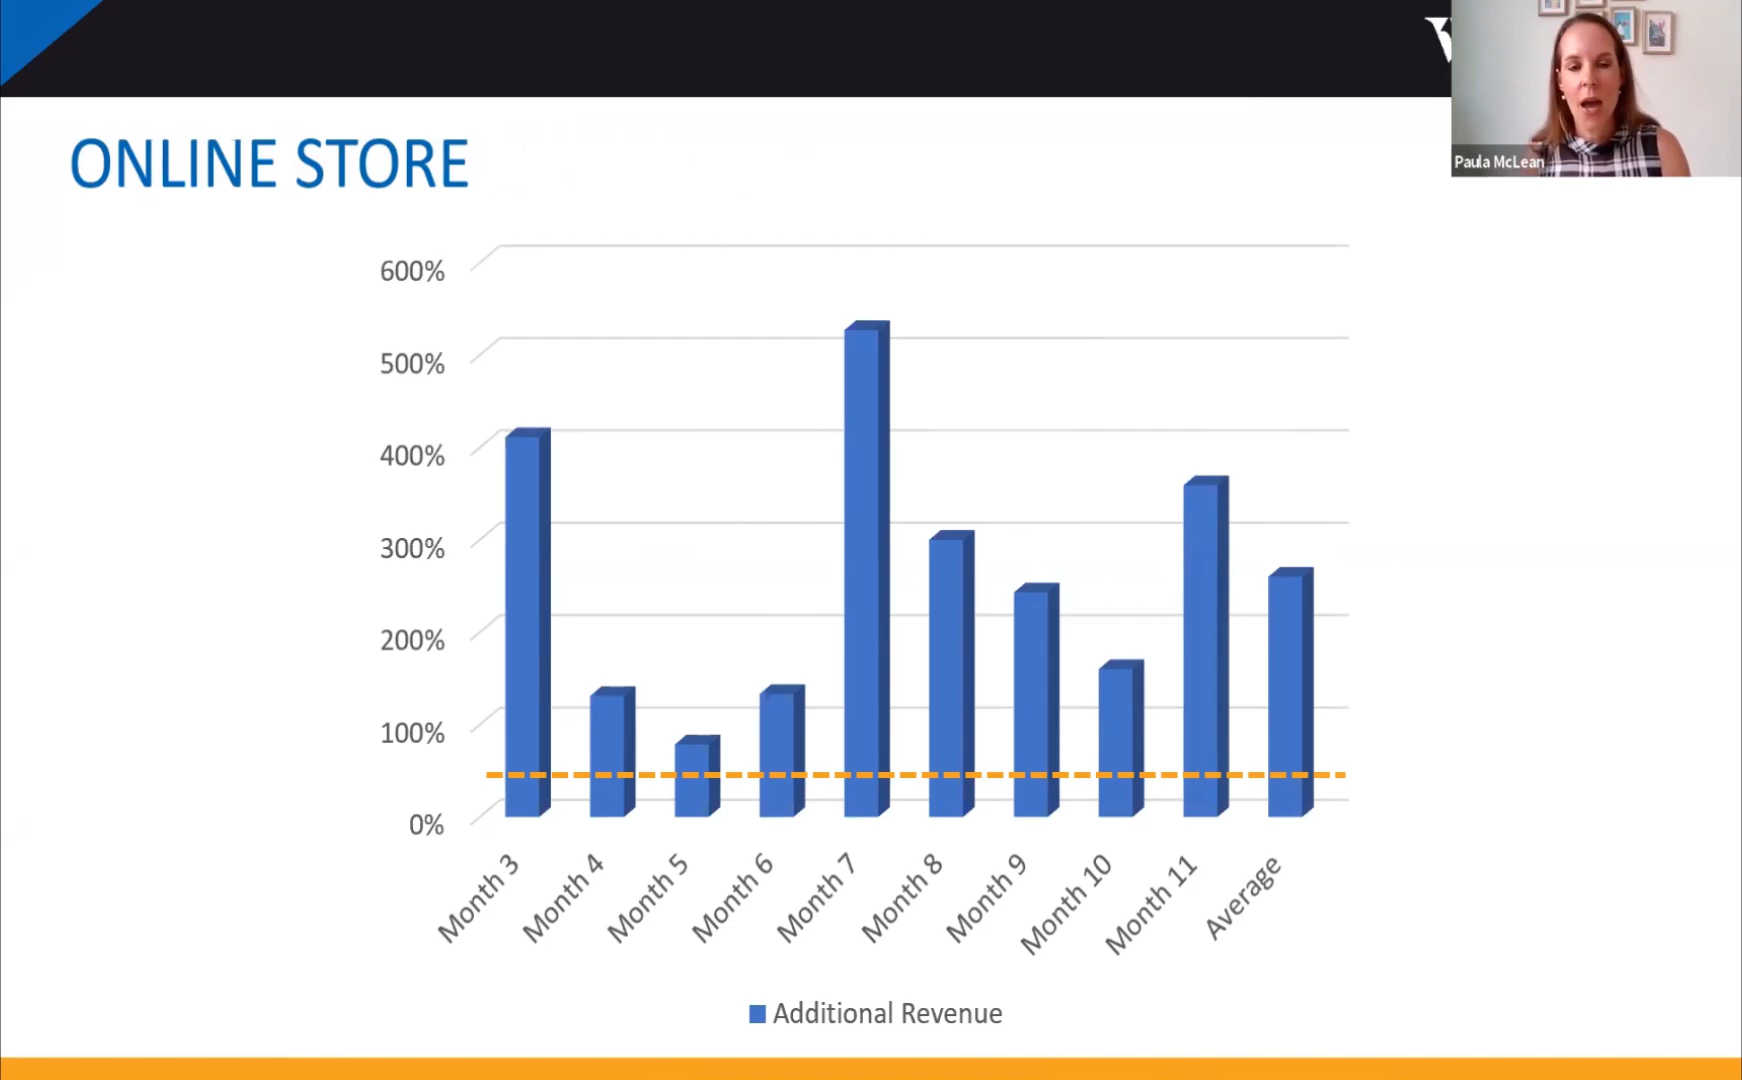 ONLINE STORE
Paula McLean
600%
500%
400%
300%
200%
100%
0%
Month 3
Month 4
Month 5
Month 6
Month 7
Month 8
Month 9
Month 10
Month 11
Average
Additional Revenue